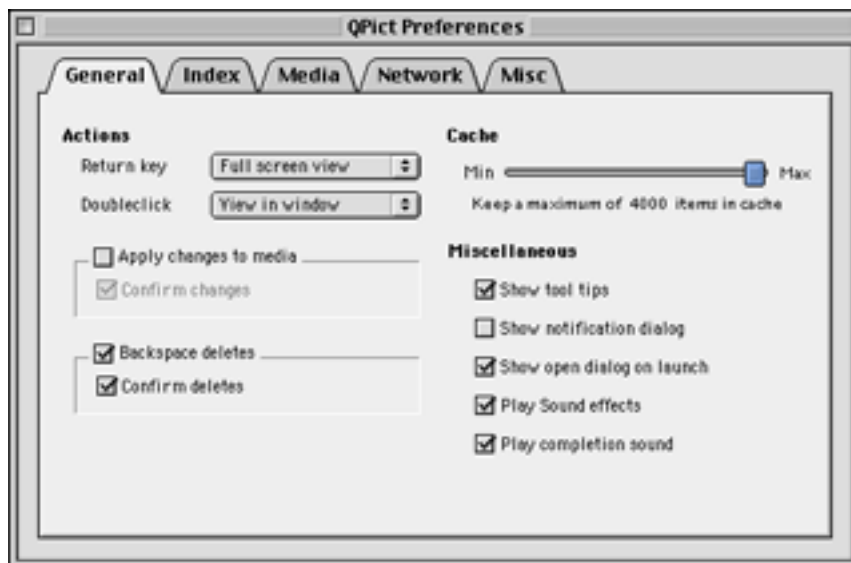 QPict Preferences
General Index Media Network Misc
Actions
Return key Full screen view
Doubleclick View in window
Apply changes to media
Confirm changes
Backspace deletes
Confirm deletes
Cache
Min Max
Keep a maximum of 4000 items in cache
Miscellaneous
Show tool tips
Show notification dialog
Show open dialog on launch
Play Sound effects
Play completion sound